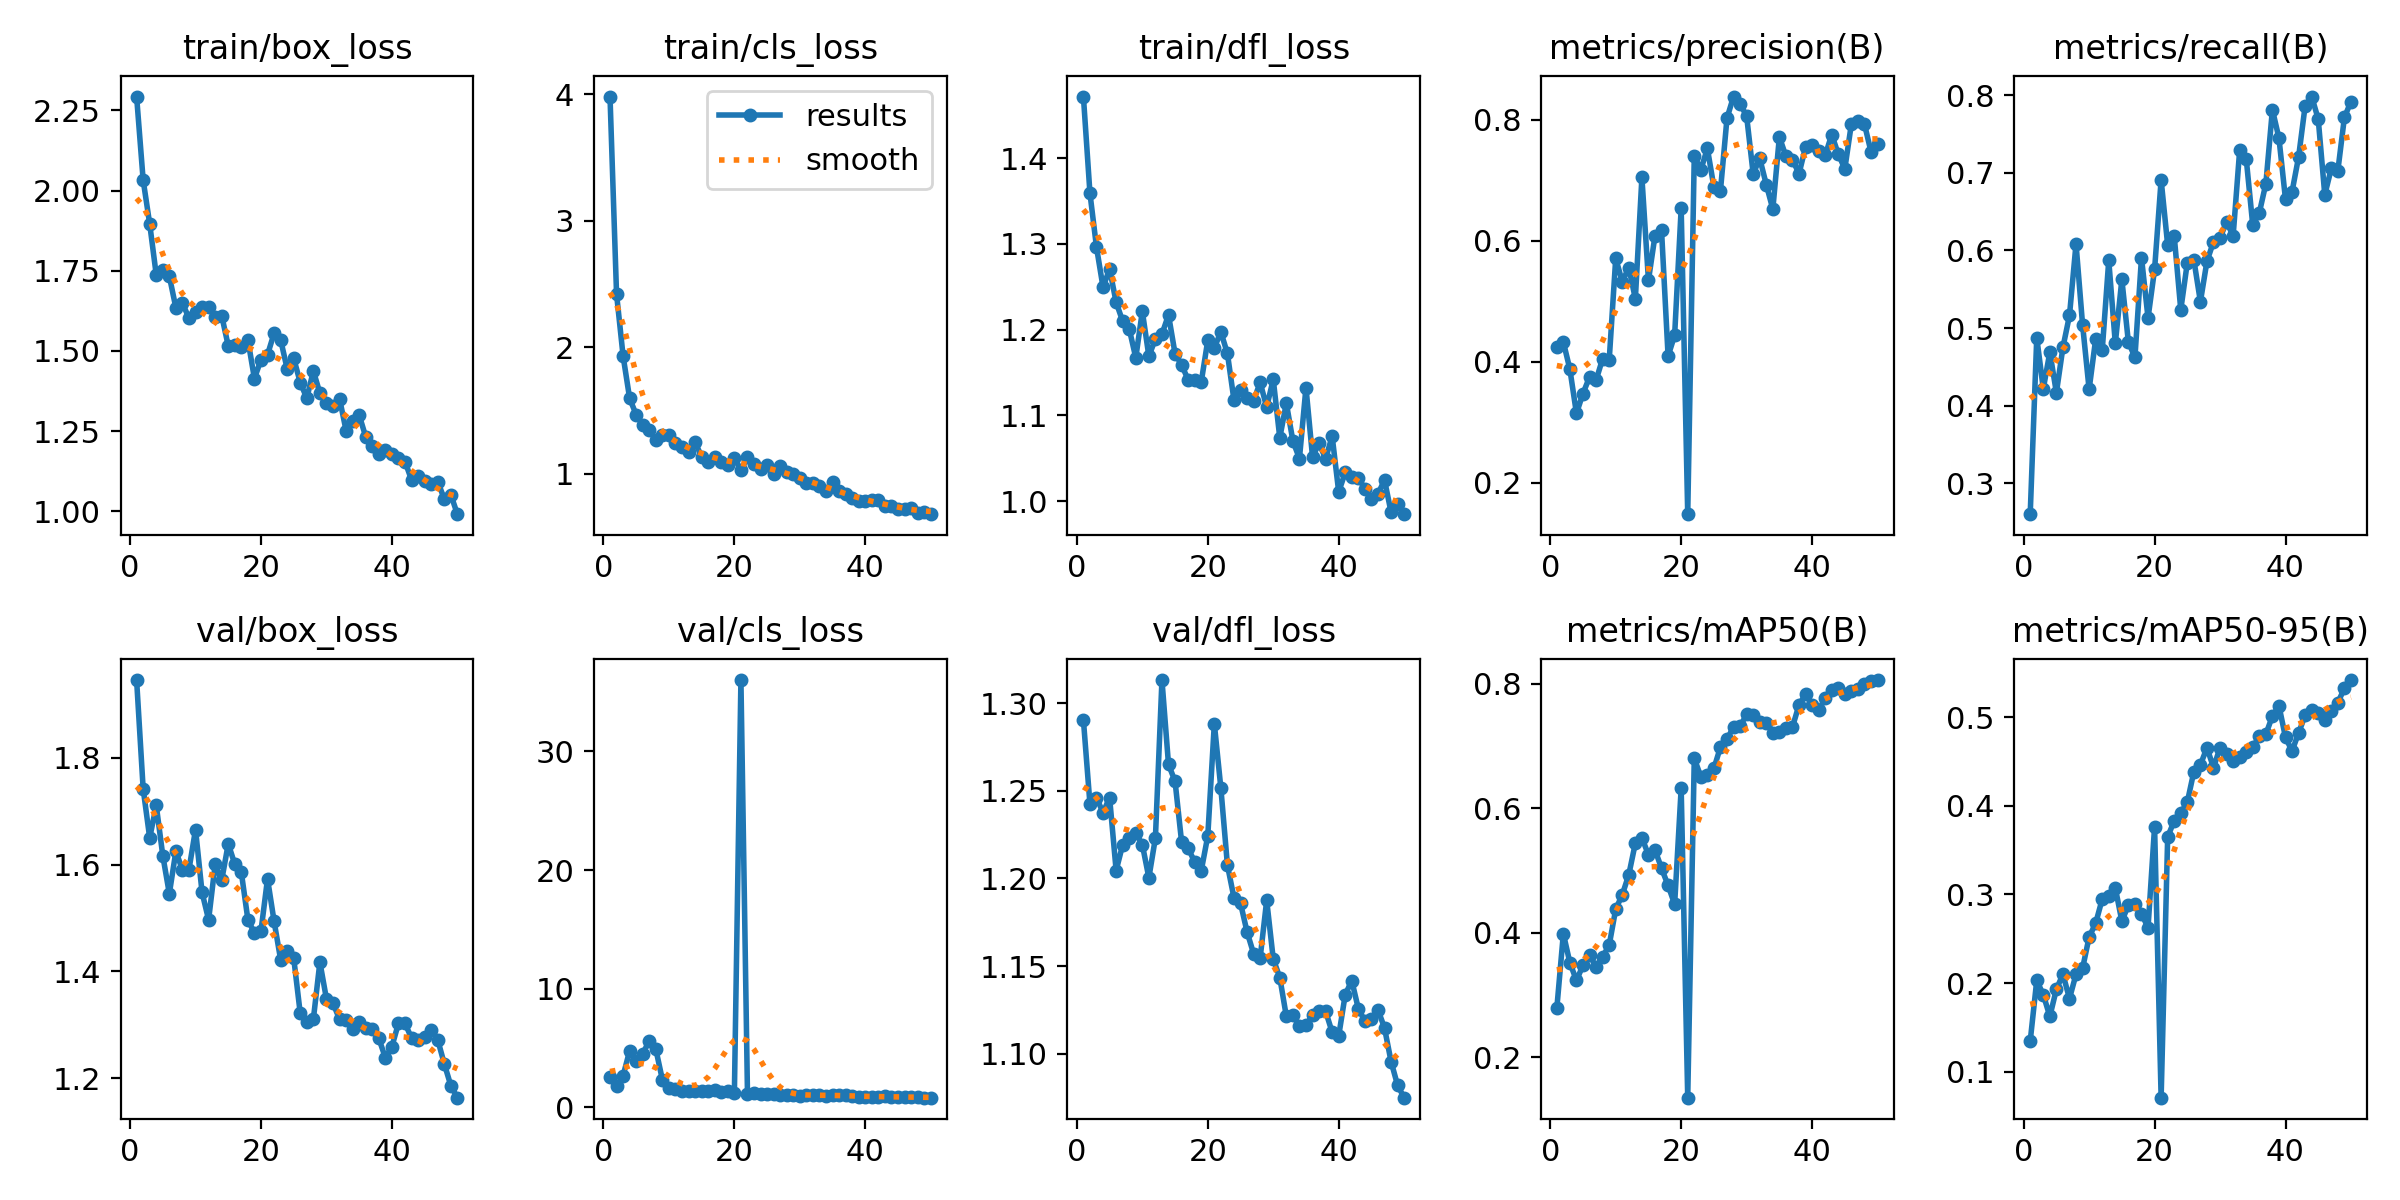 train/box_loss
2.25
2.00
1.75
1.50
1.25
1.00
0 20 40
train/cls_loss
results
smooth
4
3
2
1
0 20 40
train/dfl_loss
1.4
1.3
1.2
1.1
1.0
0 20 40
metrics/precision(B)
0.8
0.6
0.4
0.2
0 20 40
metrics/recall(B)
0.8
0.7
0.6
0.5
0.4
0.3
0 20 40
val/box_loss
1.8
1.6
1.4
1.2
0 20 40
val/cls_loss
30
20
10
0
0 20 40
val/dfl_loss
1.30
1.25
1.20
1.15
1.10
0 20 40
metrics/mAP50(B)
0.8
0.6
0.4
0.2
0 20 40
metrics/mAP50-95(B)
0.5
0.4
0.3
0.2
0.1
0 20 40